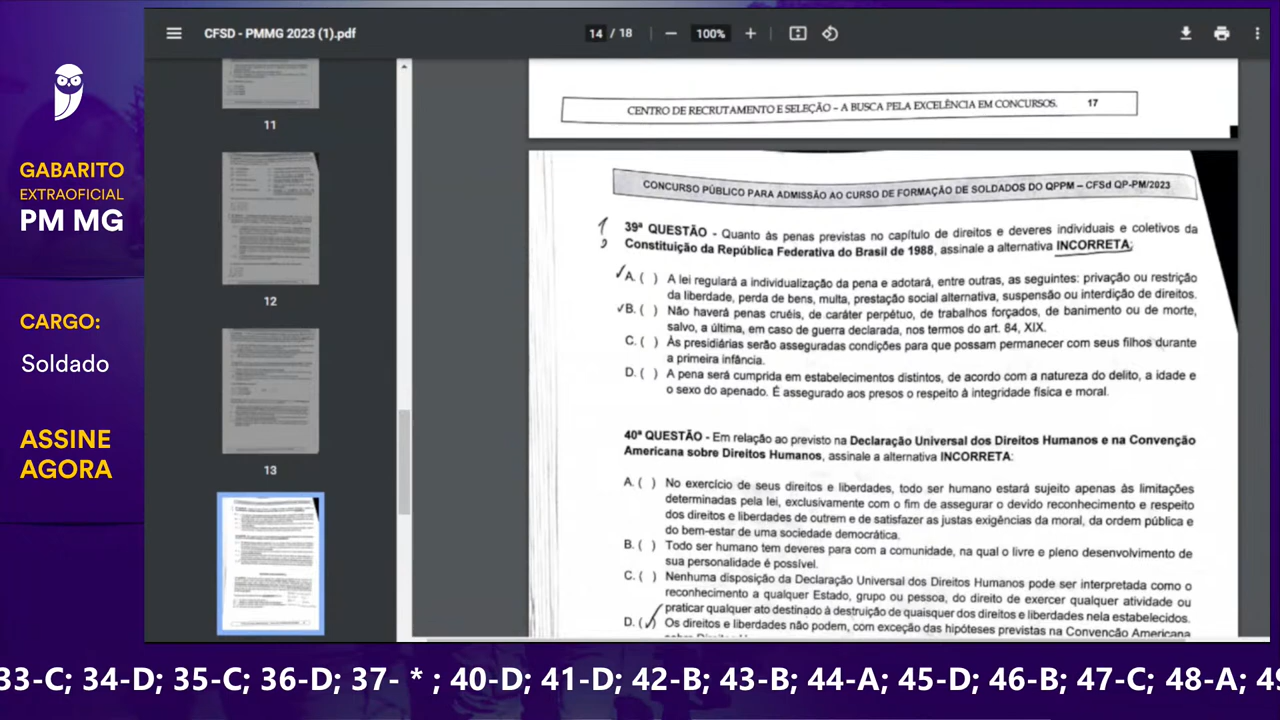 CFSD - PMMG 2023 (1).pdf
14 / 18
100%
GABARITO
EXTRAOFICIAL
PM MG
CARGO:
Soldado
ASSINE
AGORA
11
12
13
CENTRO DE RECRUTAMENTO E SELEÇÃO – A BUSCA PELA EXCELÊNCIA EM CONCURSOS. 17
CONCURSO PÚBLICO PARA ADMISSÃO AO CURSO DE FORMAÇÃO DE SOLDADOS DO QPPM – CFSd QP-PM/2023
39ª QUESTÃO - Quanto às penas previstas no capítulo de direitos e deveres individuais e coletivos da
Constituição da República Federativa do Brasil de 1988, assinale a alternativa INCORRETA:
A. ( ) A lei regulará a individualização da pena e adotará, entre outras, as seguintes: privação ou restrição
da liberdade, perda de bens, multa, prestação social alternativa, suspensão ou interdição de direitos.
B. ( ) Não haverá penas cruéis, de caráter perpétuo, de trabalhos forçados, de banimento ou de morte,
salvo, a última, em caso de guerra declarada, nos termos do art. 84, XIX.
C. ( ) Às presidiárias serão asseguradas condições para que possam permanecer com seus filhos durante
a primeira infância.
D. ( ) A pena será cumprida em estabelecimentos distintos, de acordo com a natureza do delito, a idade e
o sexo do apenado. É assegurado aos presos o respeito à integridade física e moral.
40ª QUESTÃO - Em relação ao previsto na Declaração Universal dos Direitos Humanos e na Convenção
Americana sobre Direitos Humanos, assinale a alternativa INCORRETA:
A. ( ) No exercício de seus direitos e liberdades, todo ser humano estará sujeito apenas às limitações
determinadas pela lei, exclusivamente com o fim de assegurar o devido reconhecimento e respeito
dos direitos e liberdades de outrem e de satisfazer as justas exigências da moral, da ordem pública e
do bem-estar de uma sociedade democrática.
B. ( ) Todo ser humano tem deveres para com a comunidade, na qual o livre e pleno desenvolvimento de
sua personalidade é possível.
C. ( ) Nenhuma disposição da Declaração Universal dos Direitos Humanos pode ser interpretada como o
reconhecimento a qualquer Estado, grupo ou pessoa, do direito de exercer qualquer atividade ou
praticar qualquer ato destinado à destruição de quaisquer dos direitos e liberdades nela estabelecidos.
D. ( ) Os direitos e liberdades não podem, com exceção das hipóteses previstas na Convenção Americana
33-C; 34-D; 35-C; 36-D; 37- * ; 40-D; 41-D; 42-B; 43-B; 44-A; 45-D; 46-B; 47-C; 48-A; 49